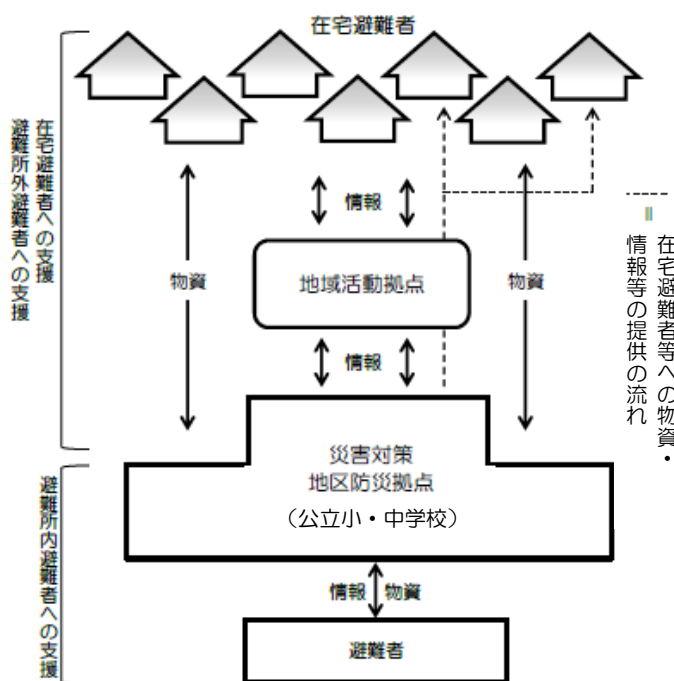 在宅避難者
在宅避難者への支援
避難所外避難者への支援
情報
物資
地域活動拠点
物資
情報
災害対策
地区防災拠点
（公立小・中学校）
情報
物資
避難者
避難所内避難者への支援
＝
在宅避難者等への物資・
情報等の提供の流れ